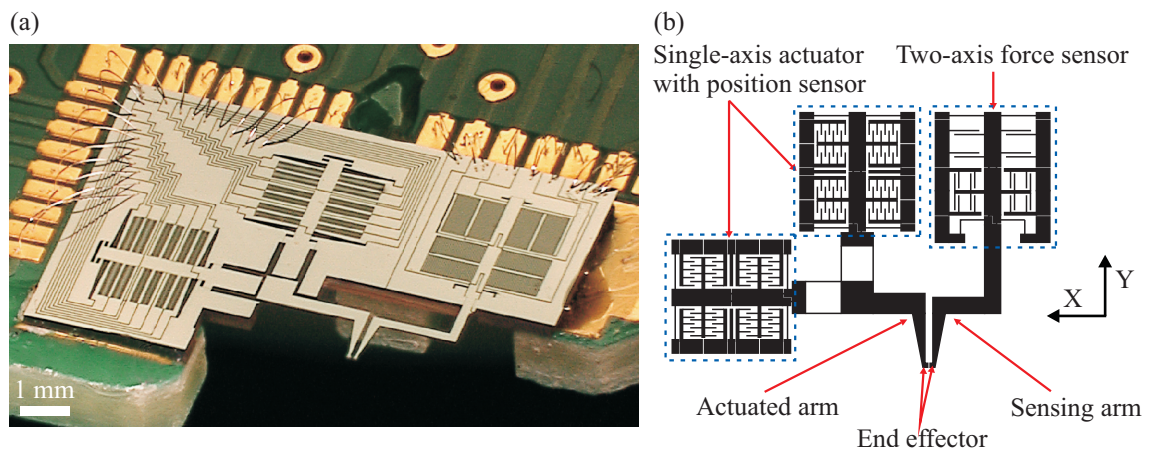 (a)
1 mm
(b)
Single-axis actuator
with position sensor
Two-axis force sensor
X
Y
Actuated arm
Sensing arm
End effector